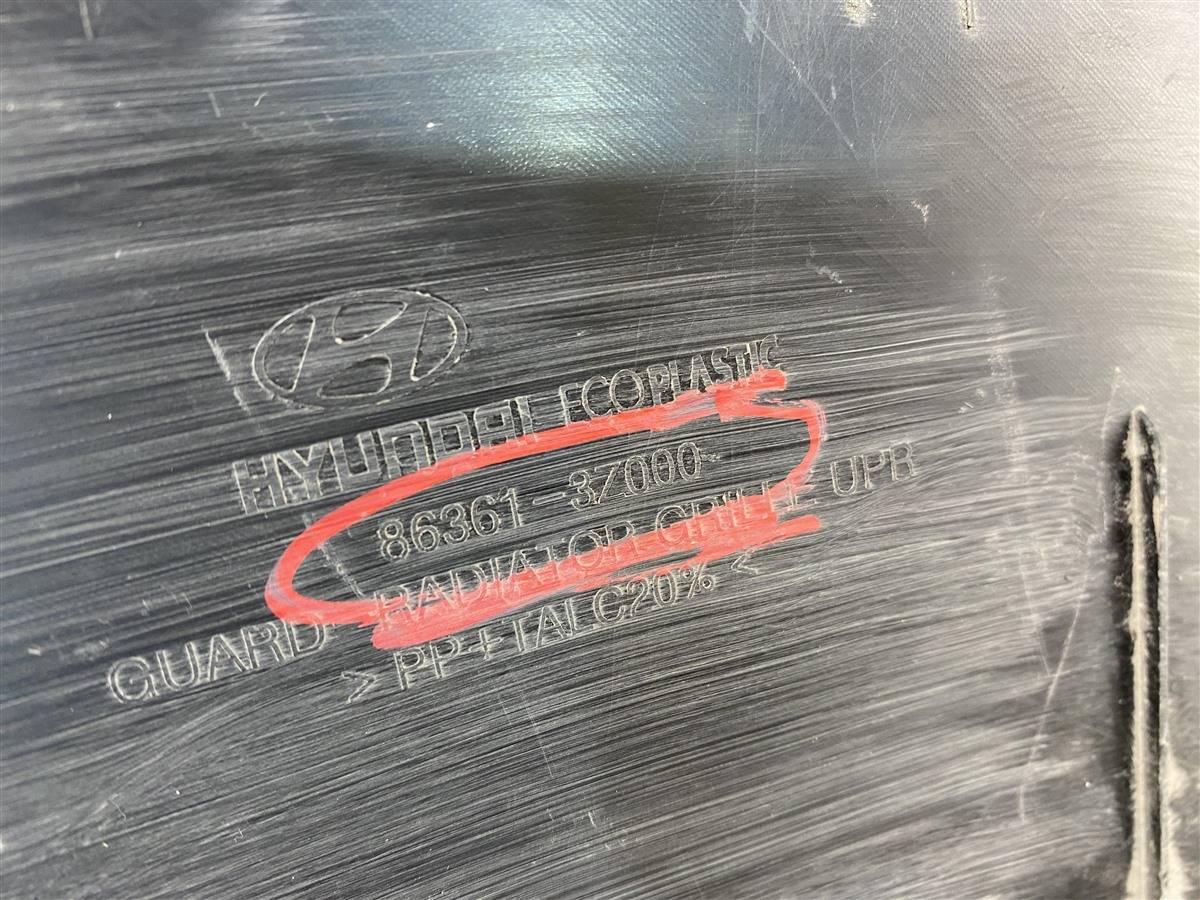 HYUNDAI ECOPLASTIC
86361-3Z000
GUARD-RADIATOR GRILLE UPR
> PP+TALC20% <